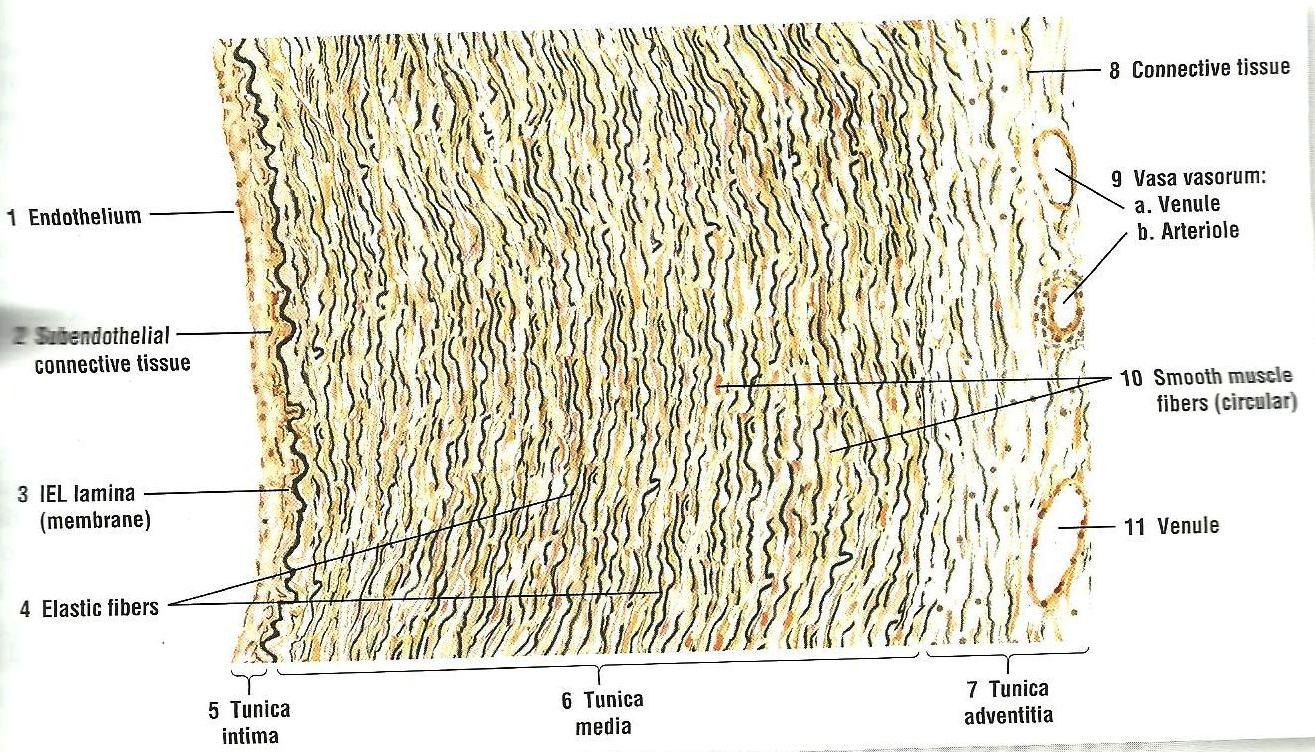 1 Endothelium
2 Subendothelial
connective tissue
3 IEL lamina
(membrane)
4 Elastic fibers
5 Tunica
intima
6 Tunica
media
7 Tunica
adventitia
8 Connective tissue
9 Vasa vasorum:
a. Venule
b. Arteriole
10 Smooth muscle
fibers (circular)
11 Venule